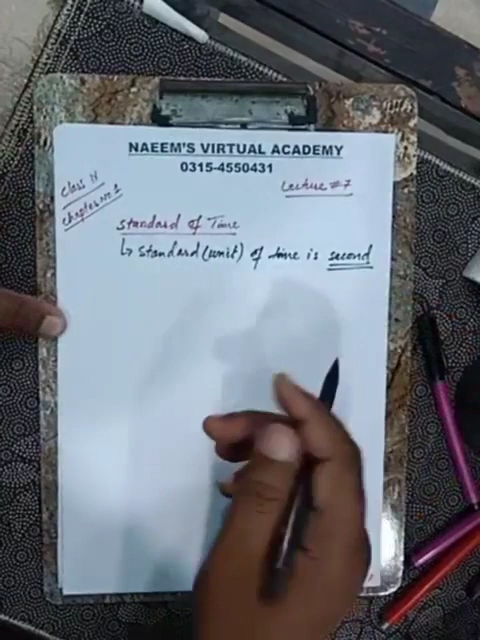 NAEEM'S VIRTUAL ACADEMY
0315-4550431
Class 11
Chapter No. 1
Lecture # 7
Standard of Time
↳ Standard (unit) of time is second